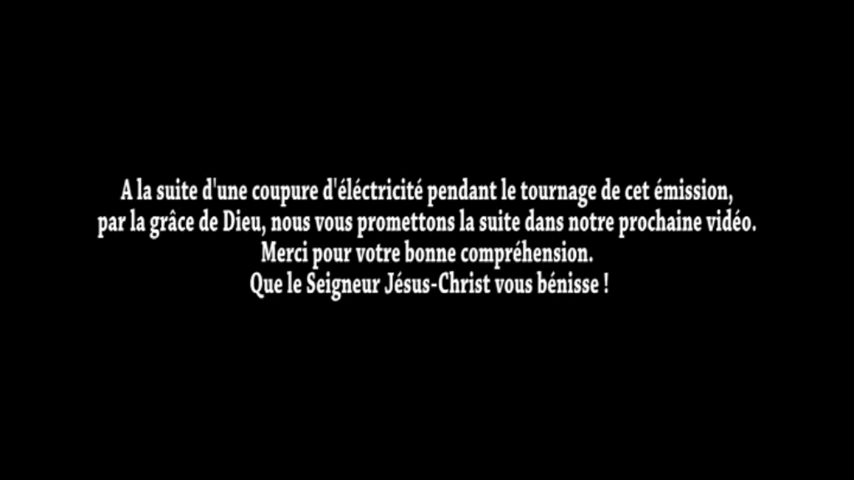 A la suite d'une coupure d'éléctricité pendant le tournage de cet émission,
par la grâce de Dieu, nous vous promettons la suite dans notre prochaine vidéo.
Merci pour votre bonne compréhension.
Que le Seigneur Jésus-Christ vous bénisse !